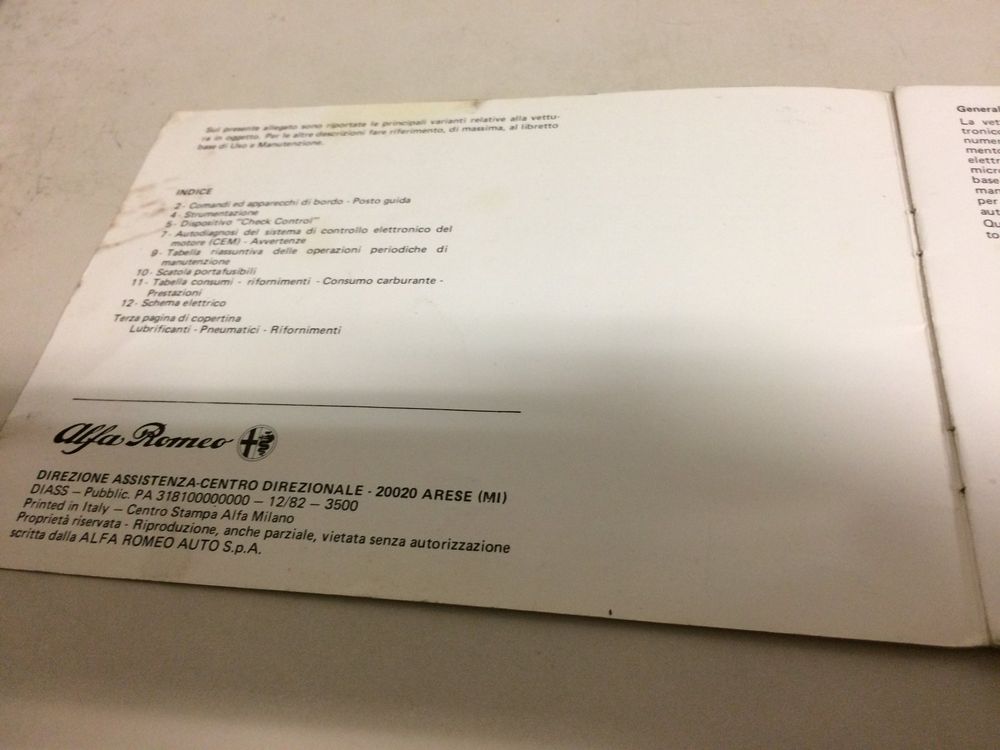 Sul presente allegato sono riportate le principali varianti relative alla vettu-
ra in oggetto. Per le altre descrizioni fare riferimento, di massima, al libretto
base di Uso e Manutenzione.
INDICE
2- Comandi ed apparecchi di bordo - Posto guida
4- Strumentazione
5- Dispositivo "Check Control"
7- Autodiagnosi del sistema di controllo elettronico del
motore (CEM) - Avvertenze
9- Tabella riassuntiva delle operazioni periodiche di
manutenzione
10- Scatola portafusibili
11- Tabella consumi - rifornimenti - Consumo carburante -
Prestazioni
12- Schema elettrico
Terza pagina di copertina
Lubrificanti - Pneumatici - Rifornimenti
Alfa Romeo
DIREZIONE ASSISTENZA-CENTRO DIREZIONALE - 20020 ARESE (MI)
DIASS – Pubblic. PA 318100000000 – 12/82 – 3500
Printed in Italy – Centro Stampa Alfa Milano
Proprietà riservata - Riproduzione, anche parziale, vietata senza autorizzazione
scritta dalla ALFA ROMEO AUTO S.p.A.
General
La vet
tronico
numer
mento
elettr
micro
base
man
per
aut
Qu
to